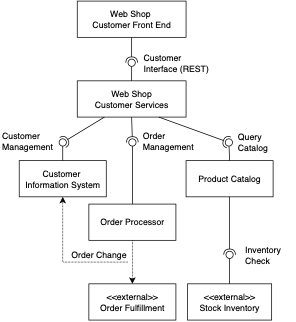 Web Shop
Customer Front End
Customer
Interface (REST)
Web Shop
Customer Services
Customer
Management
Order
Management
Query
Catalog
Customer
Information System
Product Catalog
Order Processor
Order Change
Inventory
Check
<<external>>
Order Fulfillment
<<external>>
Stock Inventory